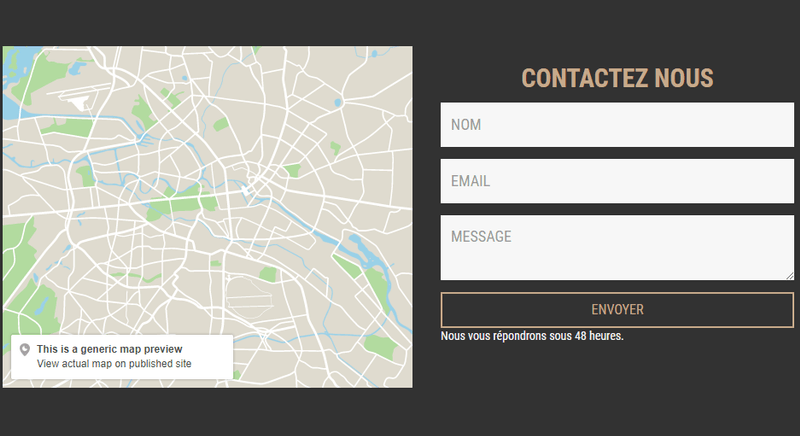 CONTACTEZ NOUS
NOM
EMAIL
MESSAGE
ENVOYER
Nous vous répondrons sous 48 heures.
This is a generic map preview
View actual map on published site